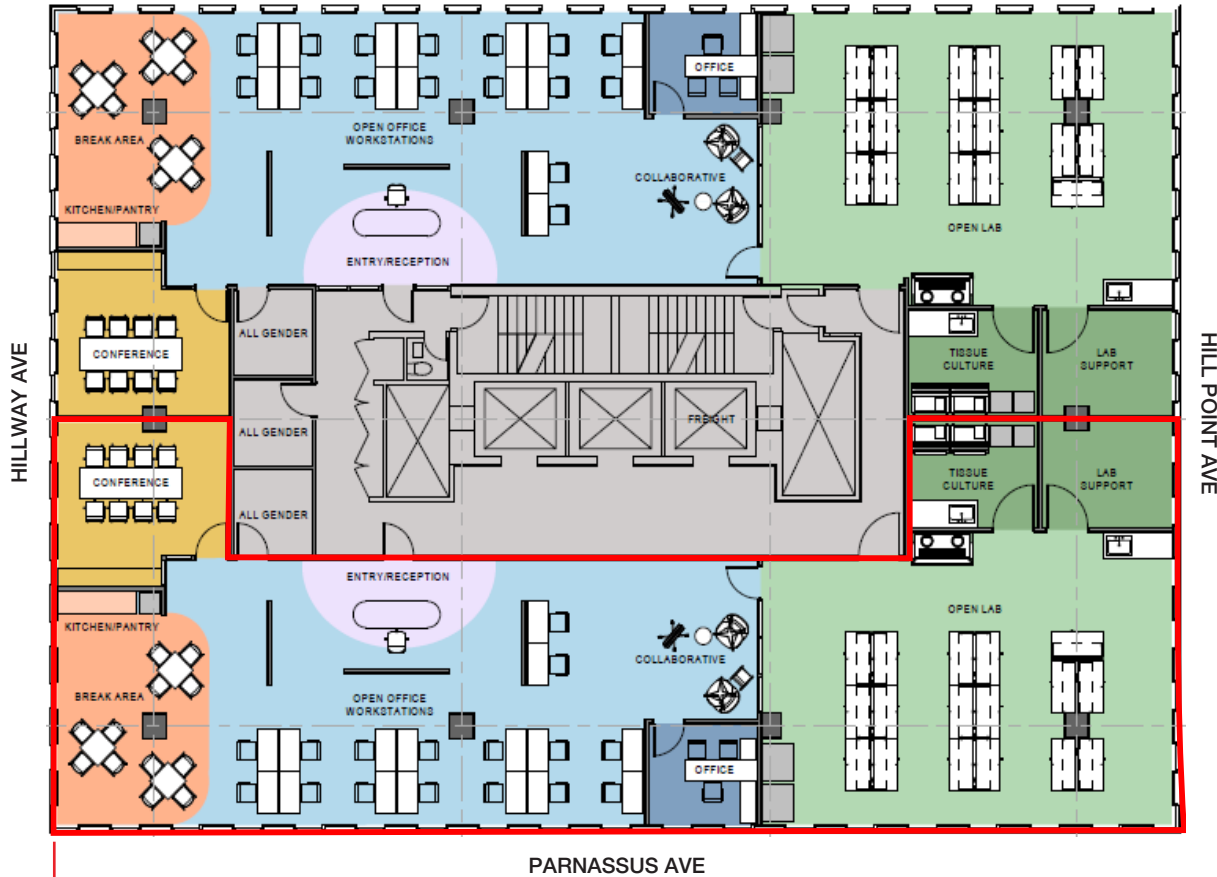 OFFICE
OPEN OFFICE
WORKSTATIONS
BREAK AREA
COLLABORATIVE
KITCHEN/PANTRY
OPEN LAB
ENTRY/RECEPTION
ALL GENDER
CONFERENCE
TISSUE
CULTURE
LAB
SUPPORT
HILLWAY AVE
HILL POINT AVE
FREIGHT
ALL GENDER
CONFERENCE
TISSUE
CULTURE
LAB
SUPPORT
ALL GENDER
ENTRY/RECEPTION
OPEN LAB
KITCHEN/PANTRY
COLLABORATIVE
BREAK AREA
OPEN OFFICE
WORKSTATIONS
OFFICE
PARNASSUS AVE